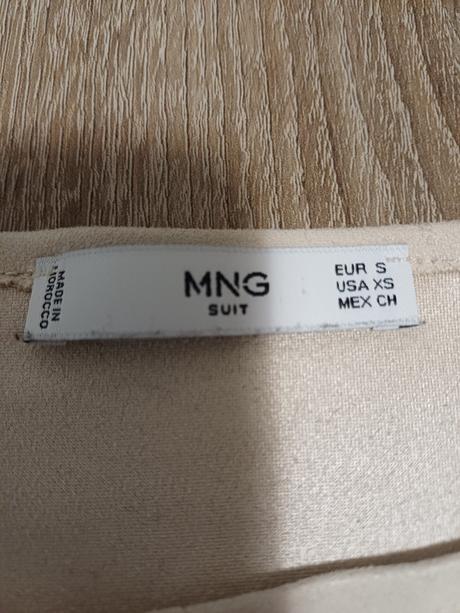 MADE IN
MOROCCO
MNG
SUIT
EUR S
USA XS
MEX CH